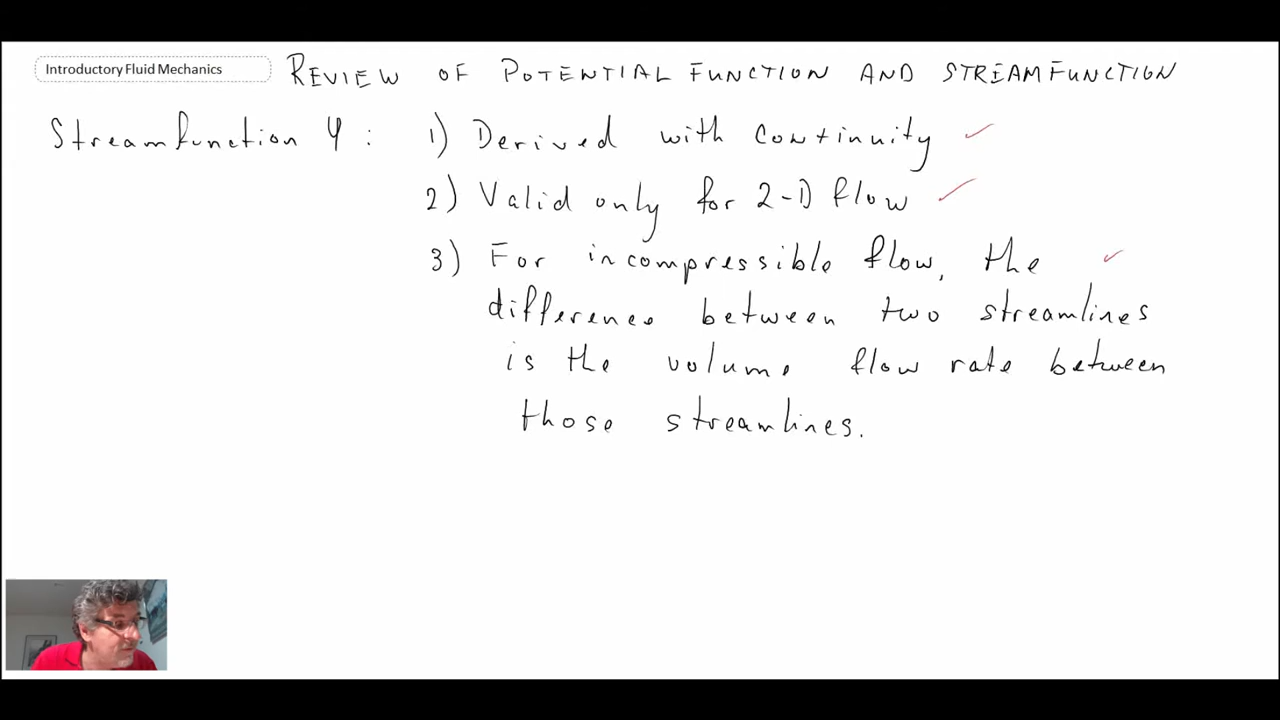 Introductory Fluid Mechanics
REVIEW OF POTENTIAL FUNCTION AND STREAMFUNCTION
Streamfunction Ψ : 1) Derived with continuity ✓
2) Valid only for 2-D flow ✓
3) For incompressible flow, the ✓
difference between two streamlines
is the volume flow rate between
those streamlines.